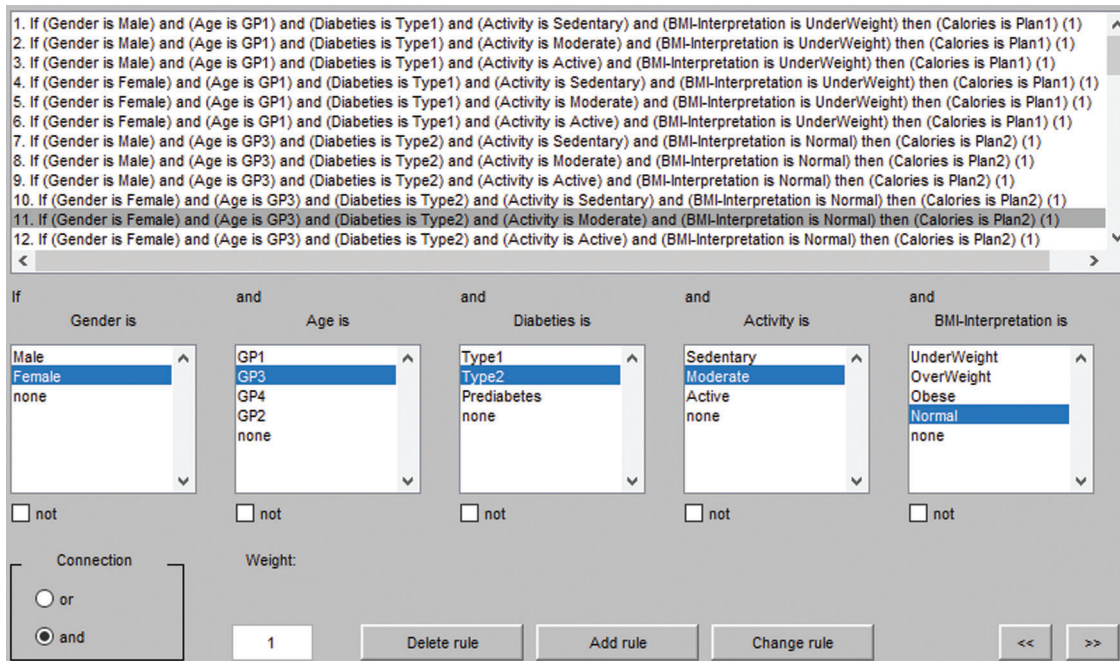 1. If (Gender is Male) and (Age is GP1) and (Diabeties is Type1) and (Activity is Sedentary) and (BMI-Interpretation is UnderWeight) then (Calories is Plan1) (1)
2. If (Gender is Male) and (Age is GP1) and (Diabeties is Type1) and (Activity is Moderate) and (BMI-Interpretation is UnderWeight) then (Calories is Plan1) (1)
3. If (Gender is Male) and (Age is GP1) and (Diabeties is Type1) and (Activity is Active) and (BMI-Interpretation is UnderWeight) then (Calories is Plan1) (1)
4. If (Gender is Female) and (Age is GP1) and (Diabeties is Type1) and (Activity is Sedentary) and (BMI-Interpretation is UnderWeight) then (Calories is Plan1) (1)
5. If (Gender is Female) and (Age is GP1) and (Diabeties is Type1) and (Activity is Moderate) and (BMI-Interpretation is UnderWeight) then (Calories is Plan1) (1)
6. If (Gender is Female) and (Age is GP1) and (Diabeties is Type1) and (Activity is Active) and (BMI-Interpretation is UnderWeight) then (Calories is Plan1) (1)
7. If (Gender is Male) and (Age is GP3) and (Diabeties is Type2) and (Activity is Sedentary) and (BMI-Interpretation is Normal) then (Calories is Plan2) (1)
8. If (Gender is Male) and (Age is GP3) and (Diabeties is Type2) and (Activity is Moderate) and (BMI-Interpretation is Normal) then (Calories is Plan2) (1)
9. If (Gender is Male) and (Age is GP3) and (Diabeties is Type2) and (Activity is Active) and (BMI-Interpretation is Normal) then (Calories is Plan2) (1)
10. If (Gender is Female) and (Age is GP3) and (Diabeties is Type2) and (Activity is Sedentary) and (BMI-Interpretation is Normal) then (Calories is Plan2) (1)
11. If (Gender is Female) and (Age is GP3) and (Diabeties is Type2) and (Activity is Moderate) and (BMI-Interpretation is Normal) then (Calories is Plan2) (1)
12. If (Gender is Female) and (Age is GP3) and (Diabeties is Type2) and (Activity is Active) and (BMI-Interpretation is Normal) then (Calories is Plan2) (1)
If
Gender is
Male
Female
none
not
and
Age is
GP1
GP3
GP4
GP2
none
not
and
Diabeties is
Type1
Type2
Prediabetes
none
not
and
Activity is
Sedentary
Moderate
Active
none
not
and
BMI-Interpretation is
UnderWeight
OverWeight
Obese
Normal
none
not
Connection
or
and
Weight:
1
Delete rule
Add rule
Change rule
<<
>>